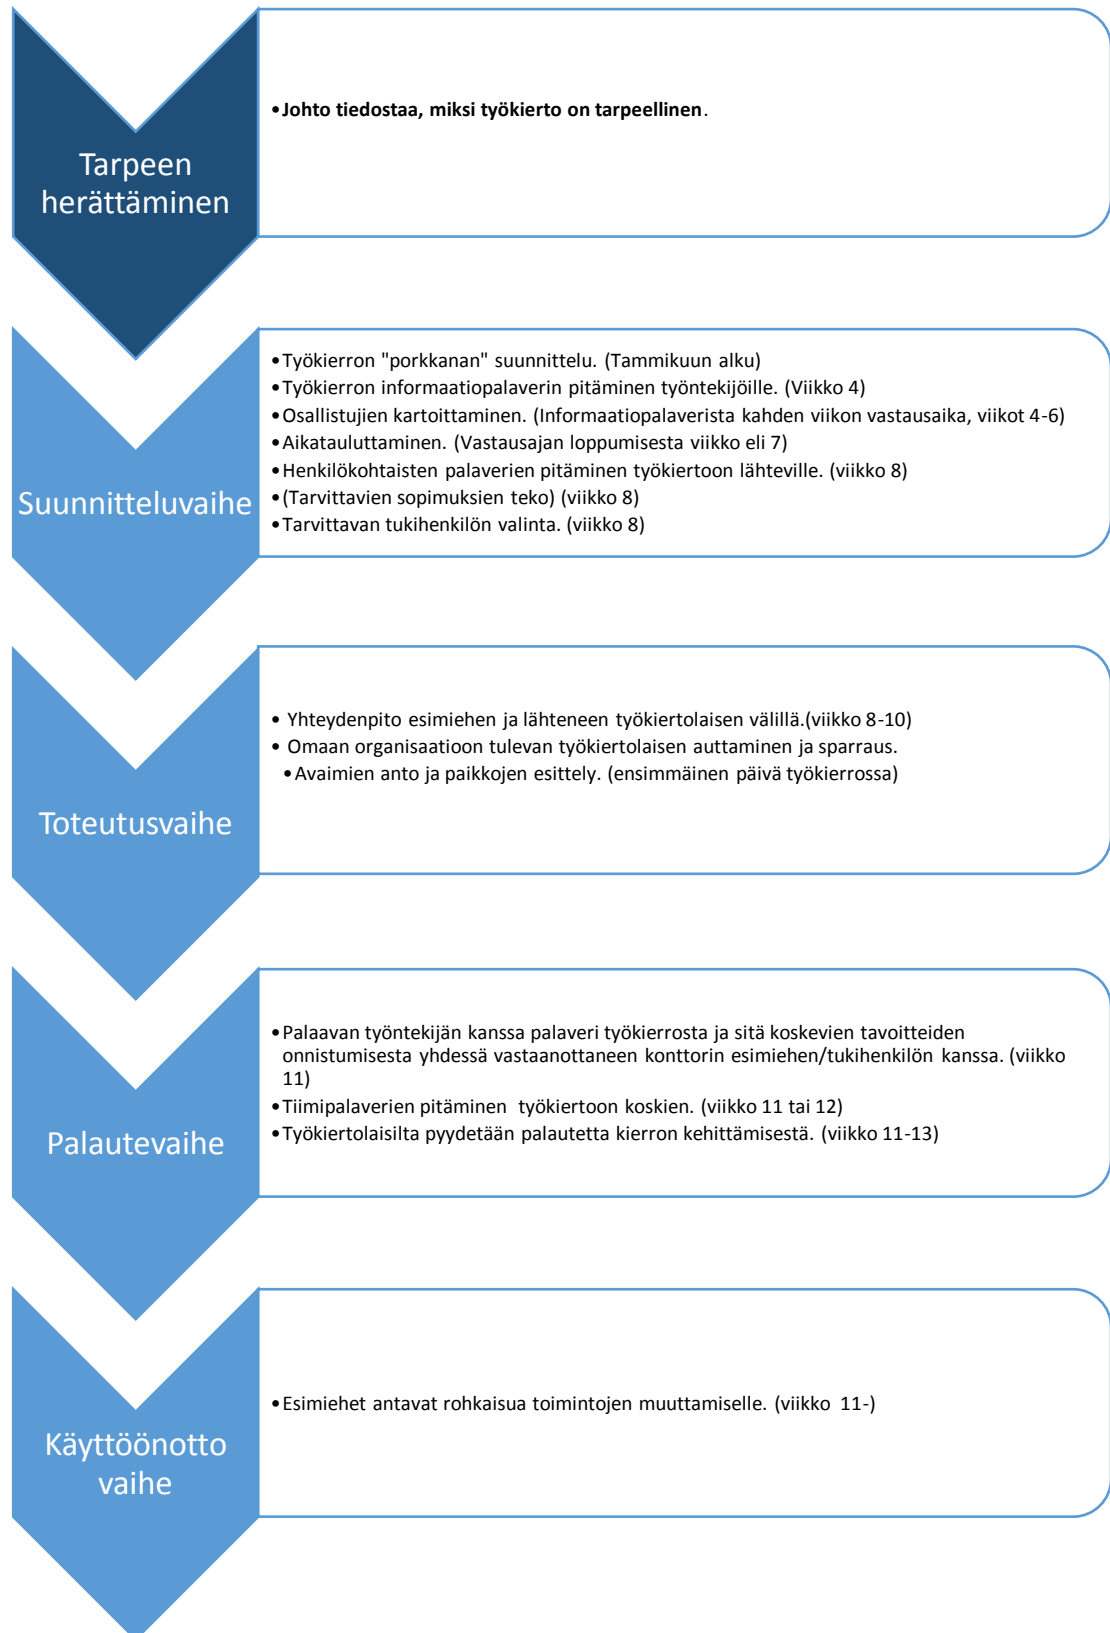 Tarpeen
herättäminen
•Johto tiedostaa, miksi työkierto on tarpeellinen.
Suunnitteluvaihe
•Työkierron "porkkanan" suunnittelu. (Tammikuun alku)
•Työkierron informaatiopalaverin pitäminen työntekijöille. (Viikko 4)
•Osallistujien kartoittaminen. (Informaatiopalaverista kahden viikon vastausaika, viikot 4-6)
•Aikatauluttaminen. (Vastausajan loppumisesta viikko eli 7)
•Henkilökohtaisten palaverien pitäminen työkiertoon lähteville. (viikko 8)
•(Tarvittavien sopimuksien teko) (viikko 8)
•Tarvittavan tukihenkilön valinta. (viikko 8)
Toteutusvaihe
• Yhteydenpito esimiehen ja lähteneen työkiertolaisen välillä.(viikko 8-10)
• Omaan organisaatioon tulevan työkiertolaisen auttaminen ja sparraus.
•Avaimien anto ja paikkojen esittely. (ensimmäinen päivä työkierrossa)
Palautevaihe
•Palaavan työntekijän kanssa palaveri työkierrosta ja sitä koskevien tavoitteiden
onnistumisesta yhdessä vastaanottaneen konttorin esimiehen/tukihenkilön kanssa. (viikko
11)
•Tiimipalaverien pitäminen työkiertoon koskien. (viikko 11 tai 12)
•Työkiertolaisilta pyydetään palautetta kierron kehittämisestä. (viikko 11-13)
Käyttöönotto
vaihe
•Esimiehet antavat rohkaisua toimintojen muuttamiselle. (viikko 11-)